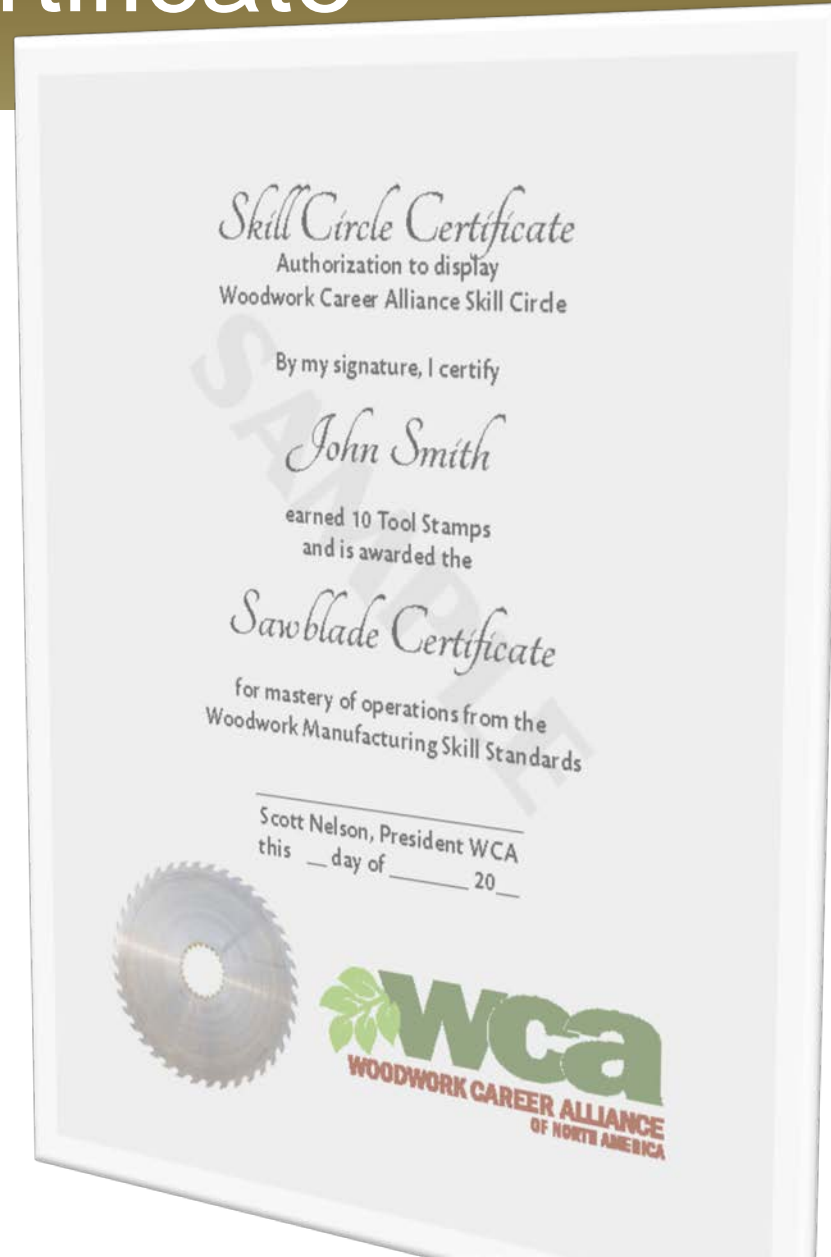 Skill Circle Certificate
Authorization to display
Woodwork Career Alliance Skill Circle
By my signature, I certify
John Smith
earned 10 Tool Stamps
and is awarded the
Sawblade Certificate
for mastery of operations from the
Woodwork Manufacturing Skill Standards
Scott Nelson, President WCA
this __ day of ______ 20__
SAMPLE
wca
WOODWORK CAREER ALLIANCE
OF NORTH AMERICA